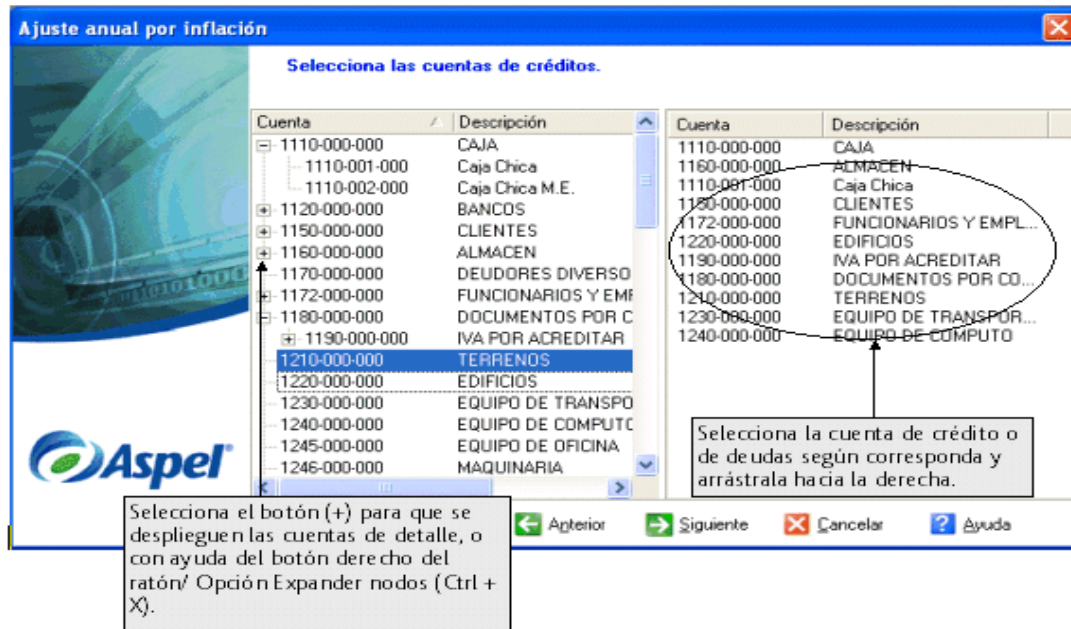 Ajuste anual por inflación
Selecciona las cuentas de créditos.
Cuenta Descripción
1110-000-000 CAJA
1110-001-000 Caja Chica
1110-002-000 Caja Chica M.E.
1120-000-000 BANCOS
1150-000-000 CLIENTES
1160-000-000 ALMACEN
1170-000-000 DEUDORES DIVERSO
1172-000-000 FUNCIONARIOS Y EMF
1180-000-000 DOCUMENTOS POR C
1190-000-000 IVA POR ACREDITAR
1210-000-000 TERRENOS
1220-000-000 EDIFICIOS
1230-000-000 EQUIPO DE TRANSPO
1240-000-000 EQUIPO DE COMPUTO
1245-000-000 EQUIPO DE OFICINA
1246-000-000 MAQUINARIA
Cuenta Descripción
1110-000-000 CAJA
1160-000-000 ALMACEN
1110-001-000 Caja Chica
1150-000-000 CLIENTES
1172-000-000 FUNCIONARIOS Y EMPL...
1220-000-000 EDIFICIOS
1190-000-000 IVA POR ACREDITAR
1180-000-000 DOCUMENTOS POR CO...
1210-000-000 TERRENOS
1230-000-000 EQUIPO DE TRANSPOR...
1240-000-000 EQUIPO DE COMPUTO
Selecciona la cuenta de crédito o
de deudas según corresponda y
arrástrala hacia la derecha.
Aspel
Selecciona el botón (+) para que se
desplieguen las cuentas de detalle, o
con ayuda del botón derecho del
ratón/ Opción Expander nodos (Ctrl +
X).
Anterior Siguiente Cancelar Ayuda